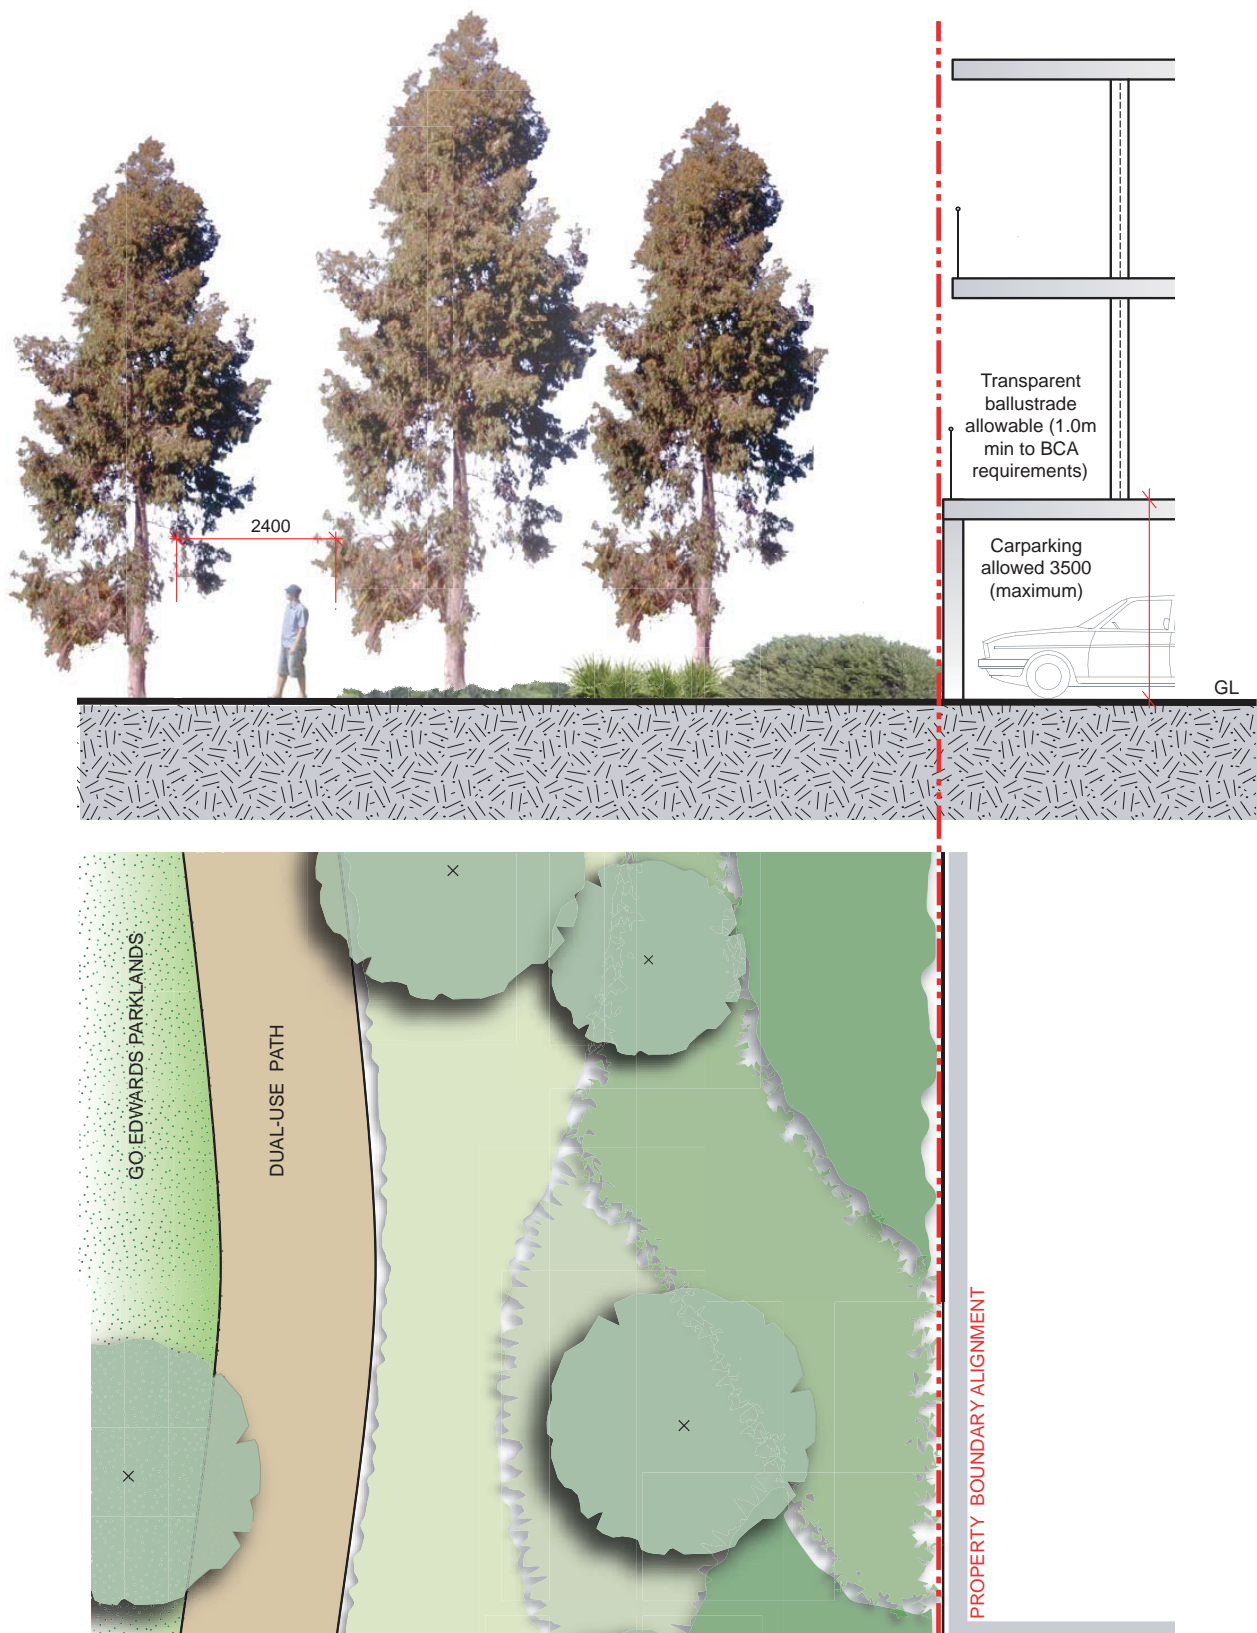 Transparent
ballustrade
allowable (1.0m
min to BCA
requirements)
2400
Carparking
allowed 3500
(maximum)
GL
GO EDWARDS PARKLANDS
DUAL-USE PATH
PROPERTY BOUNDARY ALIGNMENT